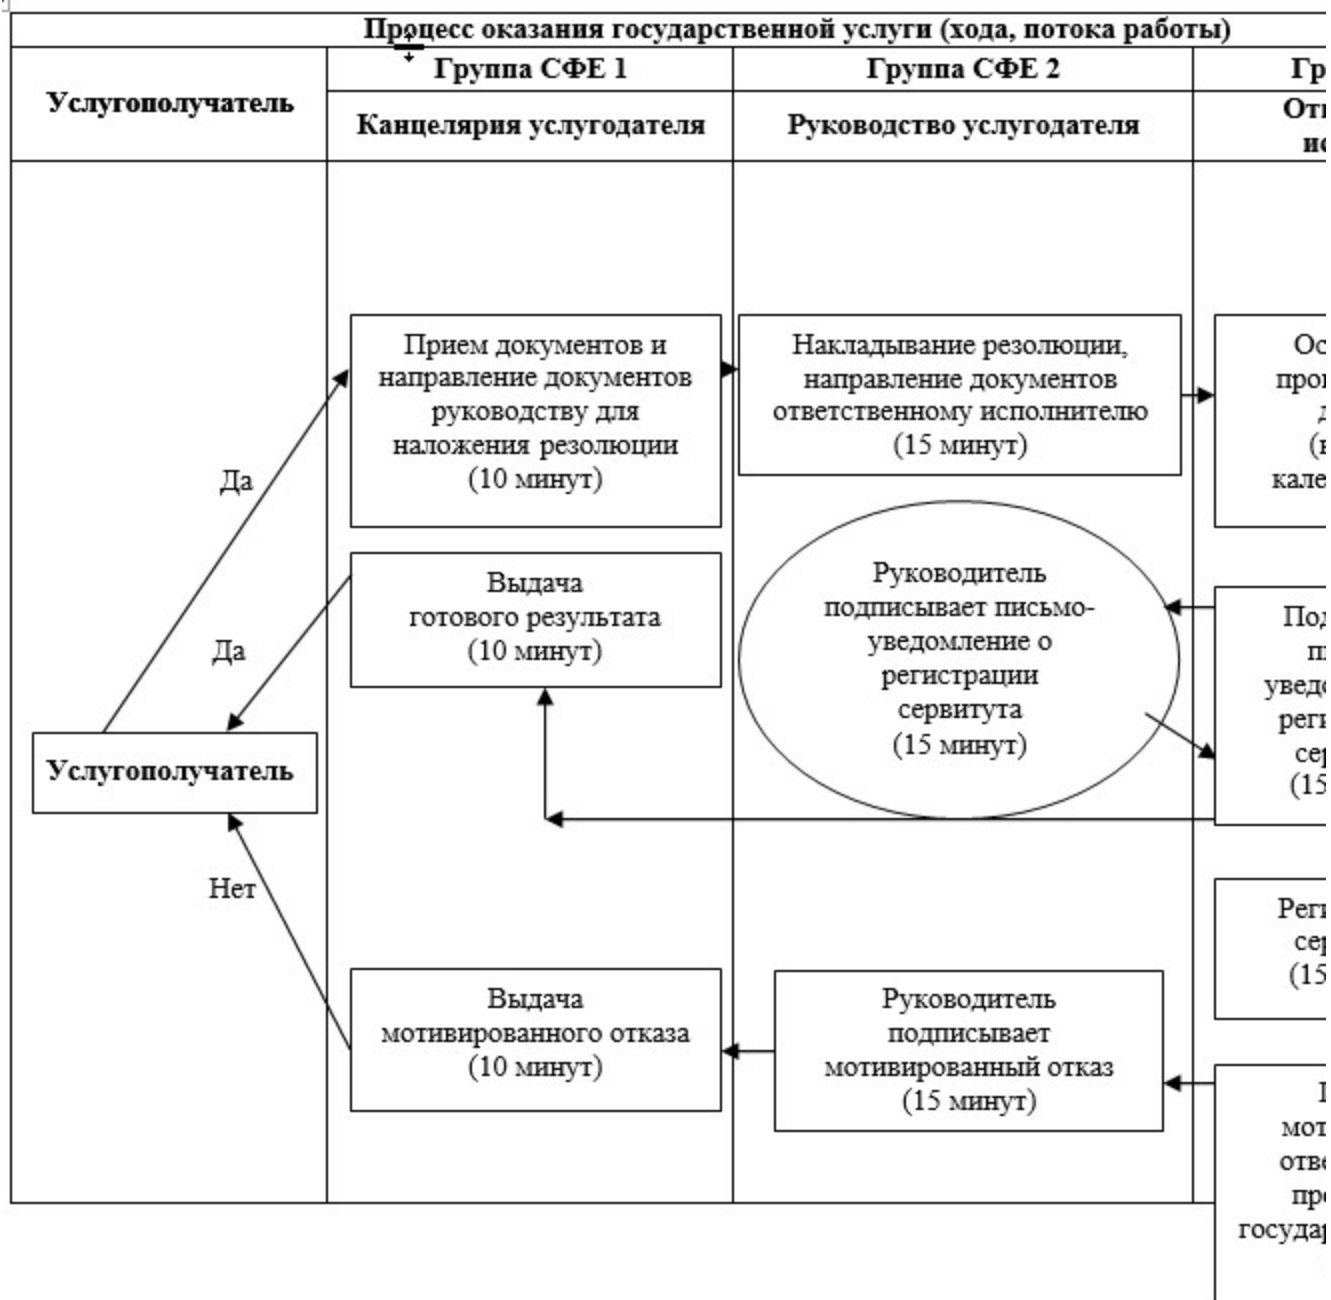 Процесс оказания государственной услуги (хода, потока работы)
Услугополучатель
Группа СФЕ 1
Группа СФЕ 2
Канцелярия услугодателя
Руководство услугодателя
Прием документов и
направление документов
руководству для
наложения резолюции
(10 минут)
Накладывание резолюции,
направление документов
ответственному исполнителю
(15 минут)
Да
Выдача
готового результата
(10 минут)
Руководитель
подписывает письмо-
уведомление о
регистрации
сервитута
(15 минут)
Да
Услугополучатель
(15
Нет
(15
Выдача
мотивированного отказа
(10 минут)
Руководитель
подписывает
мотивированный отказ
(15 минут)